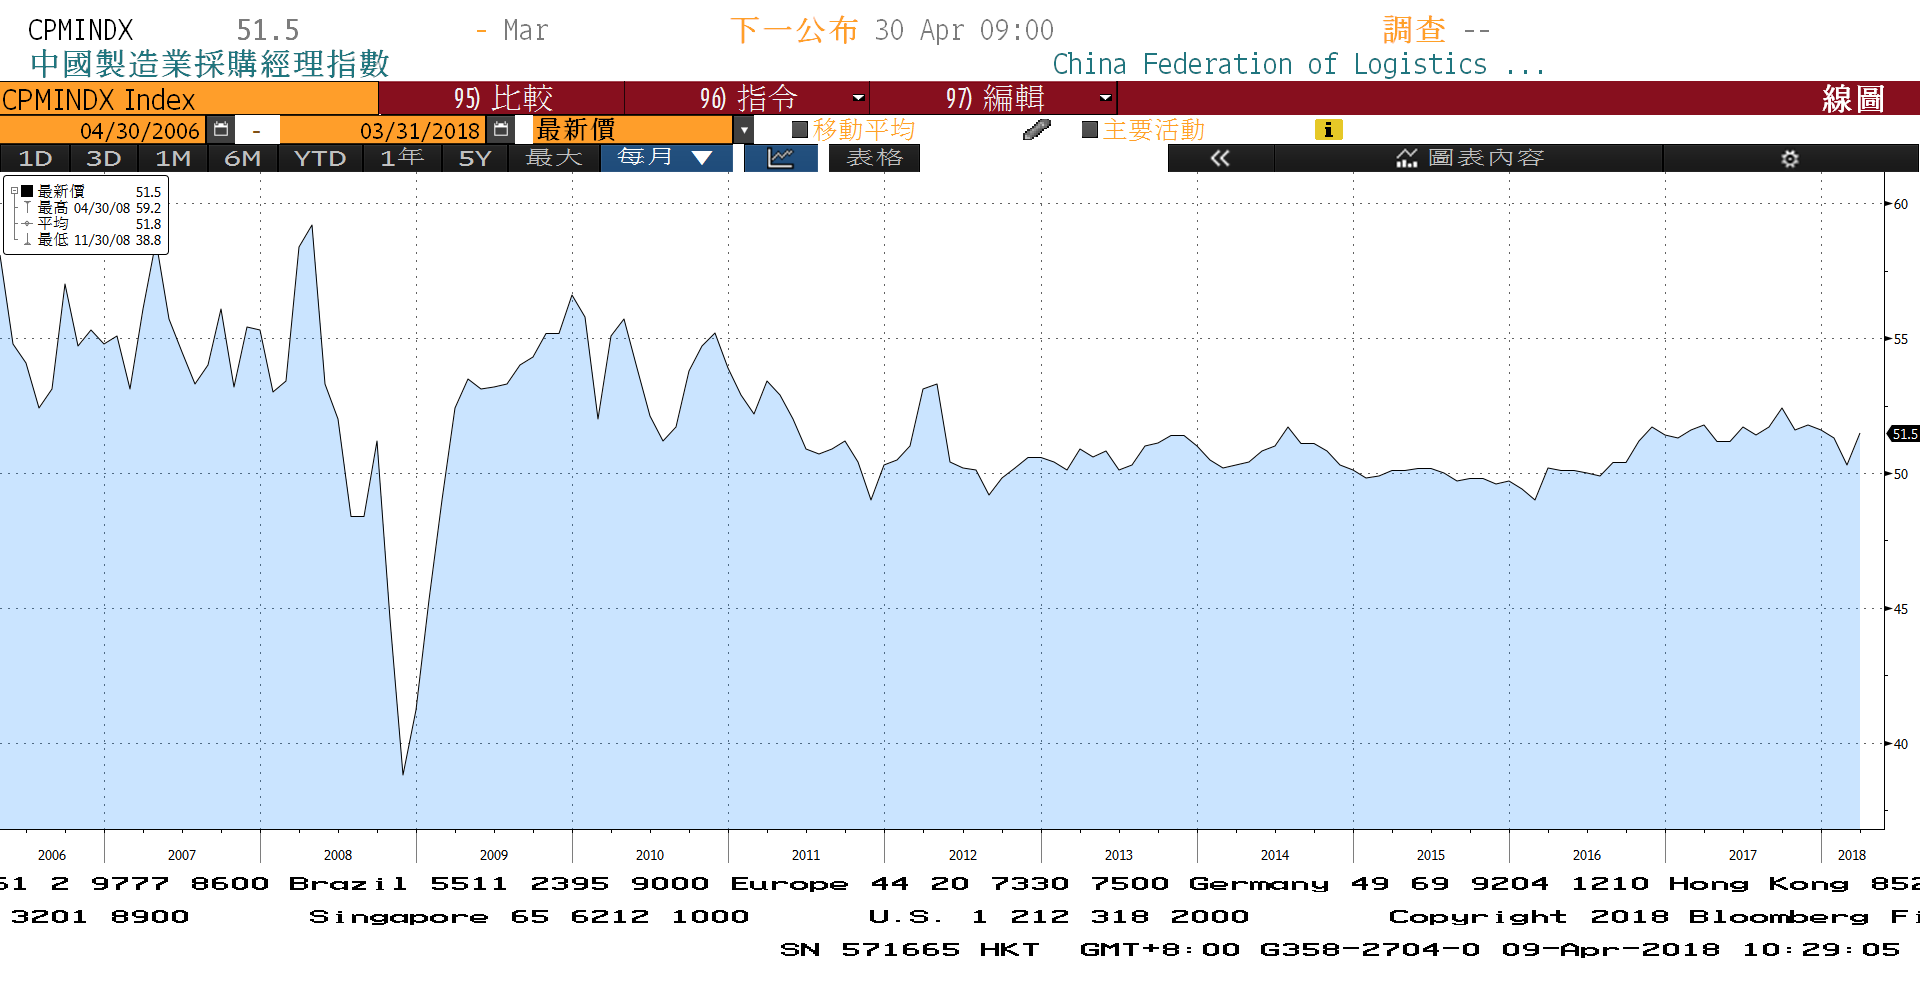 CPMINDX 51.5 - Mar 下一公布 30 Apr 09:00 調查 --
中國製造業採購經理指數 China Federation of Logistics ...
CPMINDX Index 95) 比較 96) 指令 97) 編輯 線圖
04/30/2006 - 03/31/2018 最新價 移動平均 主要活動 i
1D 3D 1M 6M YTD 1年 5Y 最大 每月 ▼ 表格 « 圖表內容
最新價 51.5
最高 04/30/08 59.2
平均 51.8
最低 11/30/08 38.8
60
55
51.5
50
45
40
2006 2007 2008 2009 2010 2011 2012 2013 2014 2015 2016 2017 2018
61 2 9777 8600 Brazil 5511 2395 9000 Europe 44 20 7330 7500 Germany 49 69 9204 1210 Hong Kong 852
3201 8900 Singapore 65 6212 1000 U.S. 1 212 318 2000 Copyright 2018 Bloomberg Fi
SN 571665 HKT GMT+8:00 G358-2704-0 09-Apr-2018 10:29:05